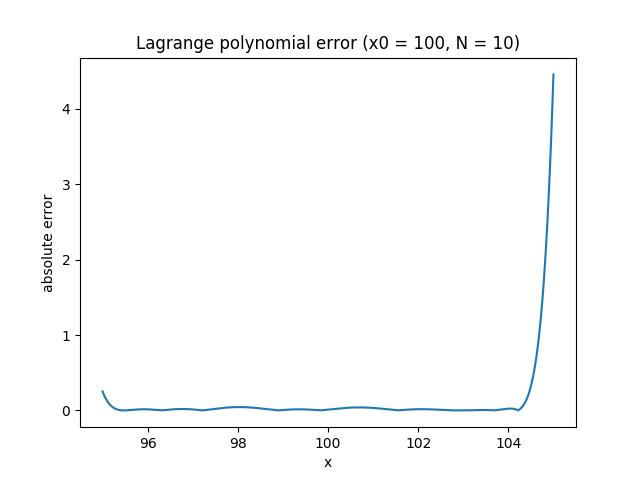 Lagrange polynomial error (x0 = 100, N = 10)
absolute error
4
3
2
1
0
96 98 100 102 104
x